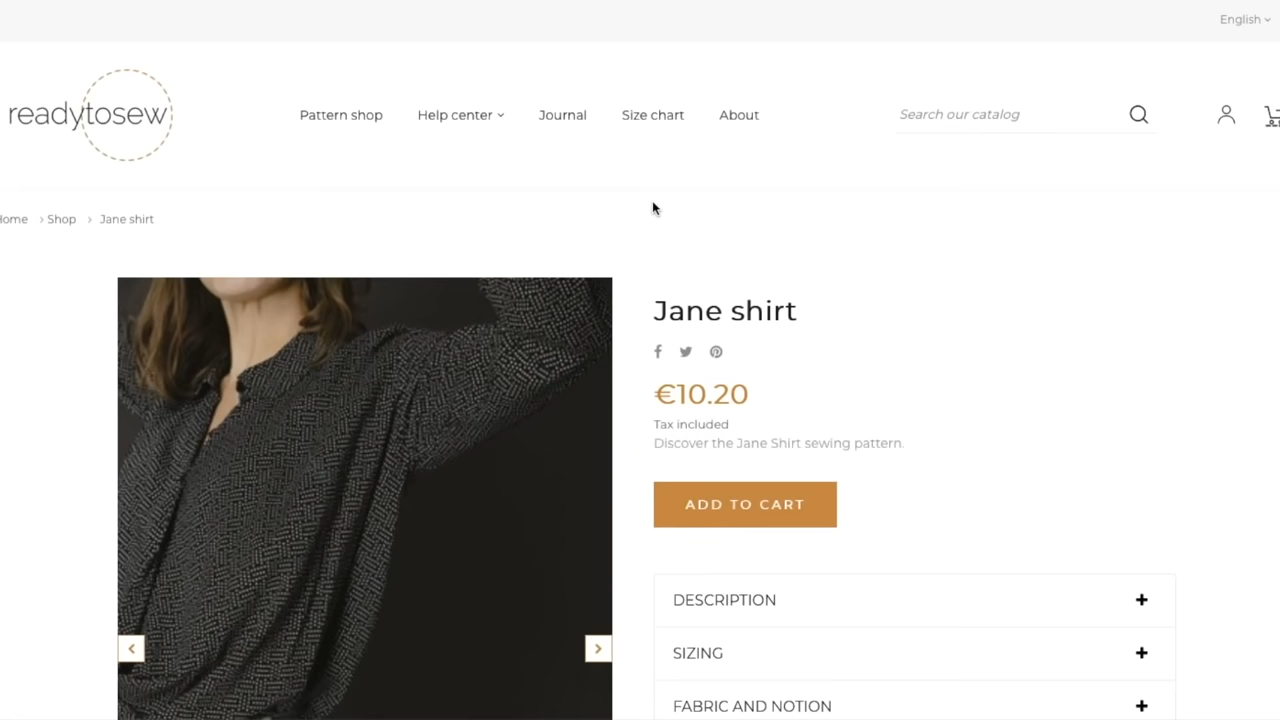 English
readytosew
Pattern shop Help center Journal Size chart About
Search our catalog
Home > Shop > Jane shirt
Jane shirt
€10.20
Tax included
Discover the Jane Shirt sewing pattern.
ADD TO CART
DESCRIPTION
SIZING
FABRIC AND NOTION